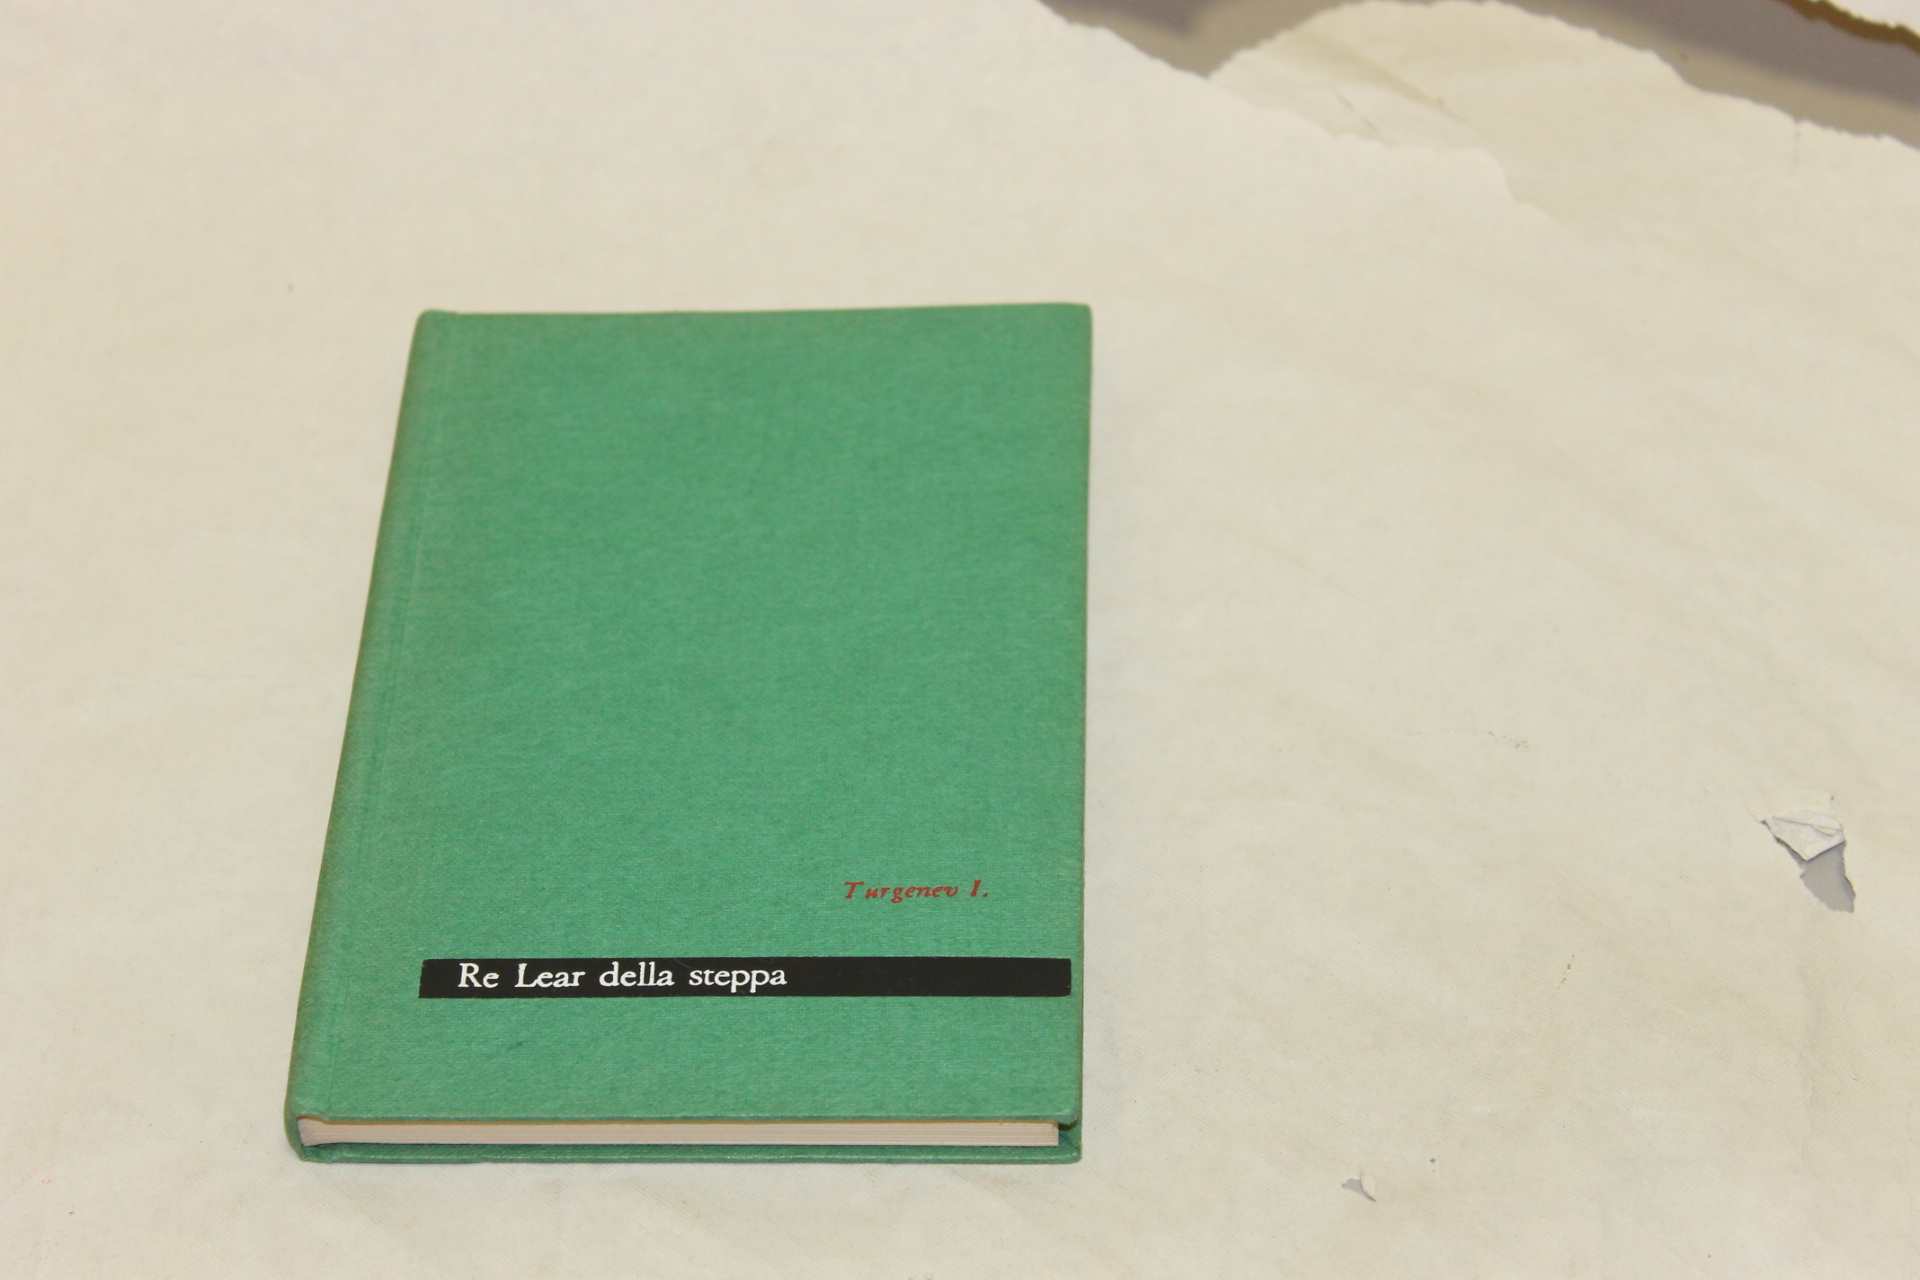 Turgenev I.
Re Lear della steppa